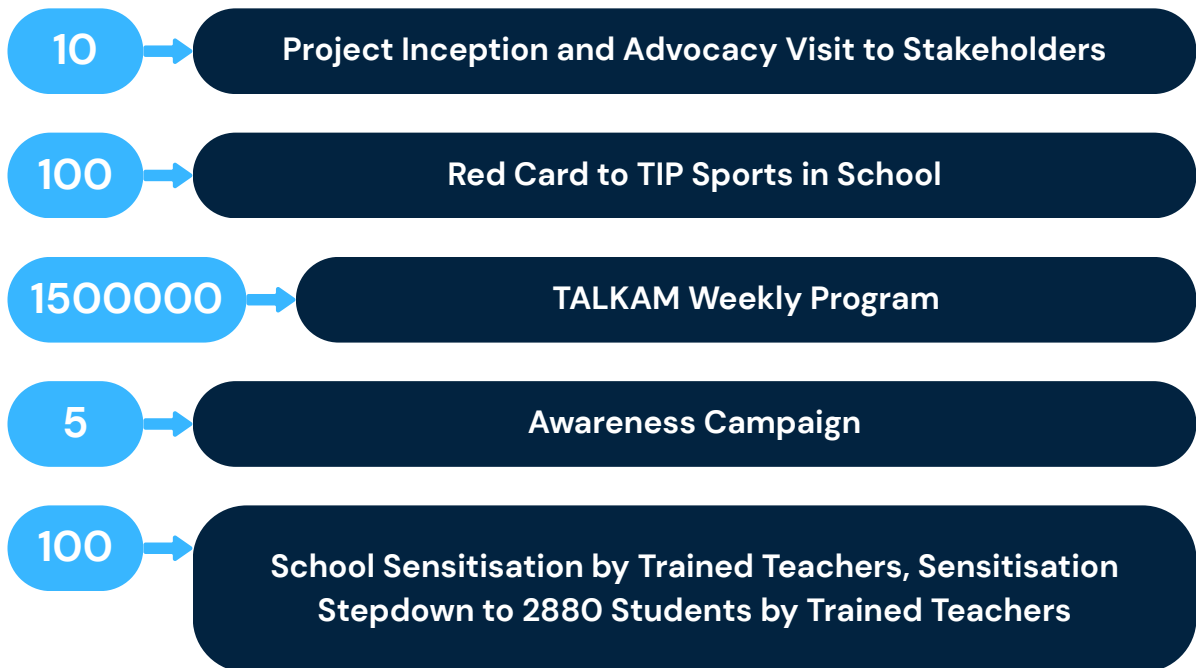 10
Project Inception and Advocacy Visit to Stakeholders
100
Red Card to TIP Sports in School
1500000
TALKAM Weekly Program
5
Awareness Campaign
100
School Sensitisation by Trained Teachers, Sensitisation
Stepdown to 2880 Students by Trained Teachers